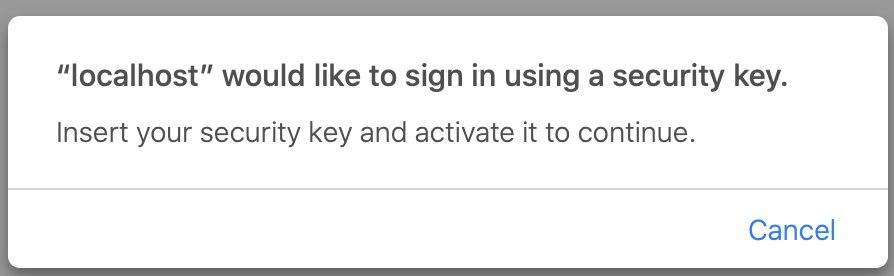 “localhost” would like to sign in using a security key.
Insert your security key and activate it to continue.
Cancel